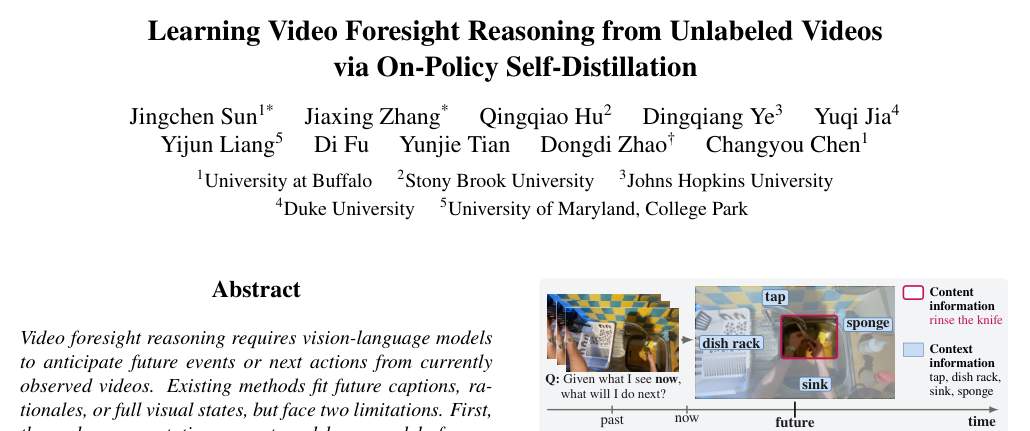 Learning Video Foresight Reasoning from Unlabeled Videos
via On-Policy Self-Distillation
Jingchen Sun1* Jiaxing Zhang* Qingqiao Hu2 Dingqiang Ye3 Yuqi Jia4
Yijun Liang5 Di Fu Yunjie Tian Dongdi Zhao† Changyou Chen1
1University at Buffalo 2Stony Brook University 3Johns Hopkins University
4Duke University 5University of Maryland, College Park
Abstract
Video foresight reasoning requires vision-language models
to anticipate future events or next actions from currently
observed videos. Existing methods fit future captions, ra-
tionales, or full visual states, but face two limitations. First,
tap
sponge
dish rack
sink
Q: Given what I see now,
what will I do next?
past
now
future
time
Content
information
rinse the knife
Context
information
tap, dish rack,
sink, sponge